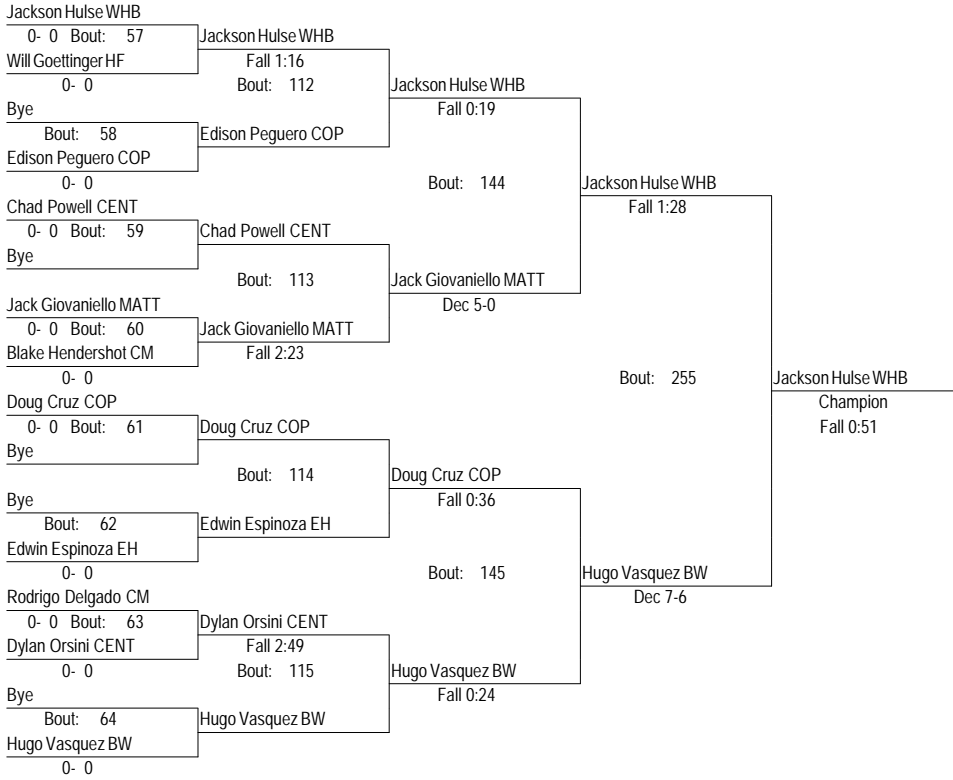 Jackson Hulse WHB
0- 0 Bout: 57
Jackson Hulse WHB
Will Goettinger HF
Fall 1:16
0- 0
Bout: 112
Jackson Hulse WHB
Bye
Fall 0:19
Bout: 58
Edison Peguero COP
Edison Peguero COP
0- 0
Bout: 144
Jackson Hulse WHB
Chad Powell CENT
Fall 1:28
0- 0 Bout: 59
Chad Powell CENT
Bye
Bout: 113
Jack Giovaniello MATT
Jack Giovaniello MATT
Dec 5-0
0- 0 Bout: 60
Jack Giovaniello MATT
Blake Hendershot CM
Fall 2:23
0- 0
Bout: 255
Jackson Hulse WHB
Doug Cruz COP
Champion
0- 0 Bout: 61
Doug Cruz COP
Fall 0:51
Bye
Bout: 114
Doug Cruz COP
Bye
Fall 0:36
Bout: 62
Edwin Espinoza EH
Edwin Espinoza EH
0- 0
Bout: 145
Hugo Vasquez BW
Rodrigo Delgado CM
Dec 7-6
0- 0 Bout: 63
Dylan Orsini CENT
Dylan Orsini CENT
Fall 2:49
0- 0
Bout: 115
Hugo Vasquez BW
Bye
Fall 0:24
Bout: 64
Hugo Vasquez BW
Hugo Vasquez BW
0- 0